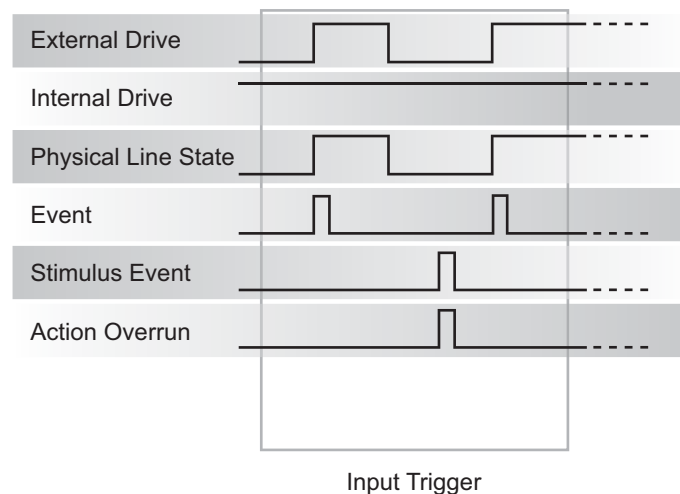 External Drive
Internal Drive
Physical Line State
Event
Stimulus Event
Action Overrun
Input Trigger